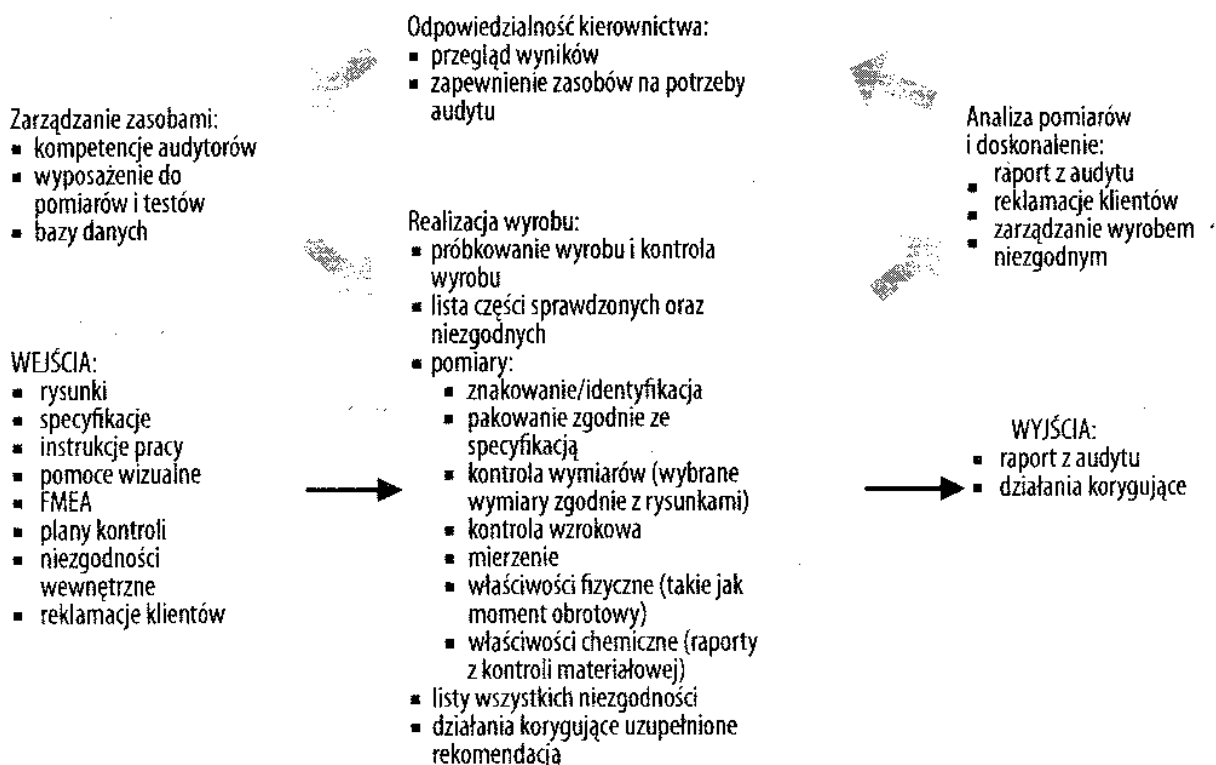 Odpowiedzialność kierownictwa:
▪ przegląd wyników
▪ zapewnienie zasobów na potrzeby
audytu
Zarządzanie zasobami:
▪ kompetencje audytorów
▪ wyposażenie do
pomiarów i testów
▪ bazy danych
Analiza pomiarów
i doskonalenie:
▪ raport z audytu
▪ reklamacje klientów
▪ zarządzanie wyrobem
niezgodnym
Realizacja wyrobu:
▪ próbkowanie wyrobu i kontrola
wyrobu
▪ lista części sprawdzonych oraz
niezgodnych
▪ pomiary:
▪ znakowanie/identyfikacja
▪ pakowanie zgodnie ze
specyfikacją
▪ kontrola wymiarów (wybrane
wymiary zgodnie z rysunkami)
▪ kontrola wzrokowa
▪ mierzenie
▪ właściwości fizyczne (takie jak
moment obrotowy)
▪ właściwości chemiczne (raporty
z kontroli materiałowej)
▪ listy wszystkich niezgodności
▪ działania korygujące uzupełnione
rekomendacją
WEJŚCIA:
▪ rysunki
▪ specyfikacje
▪ instrukcje pracy
▪ pomoce wizualne
▪ FMEA
▪ plany kontroli
▪ niezgodności
wewnętrzne
▪ reklamacje klientów
WYJŚCIA:
▪ raport z audytu
▪ działania korygujące